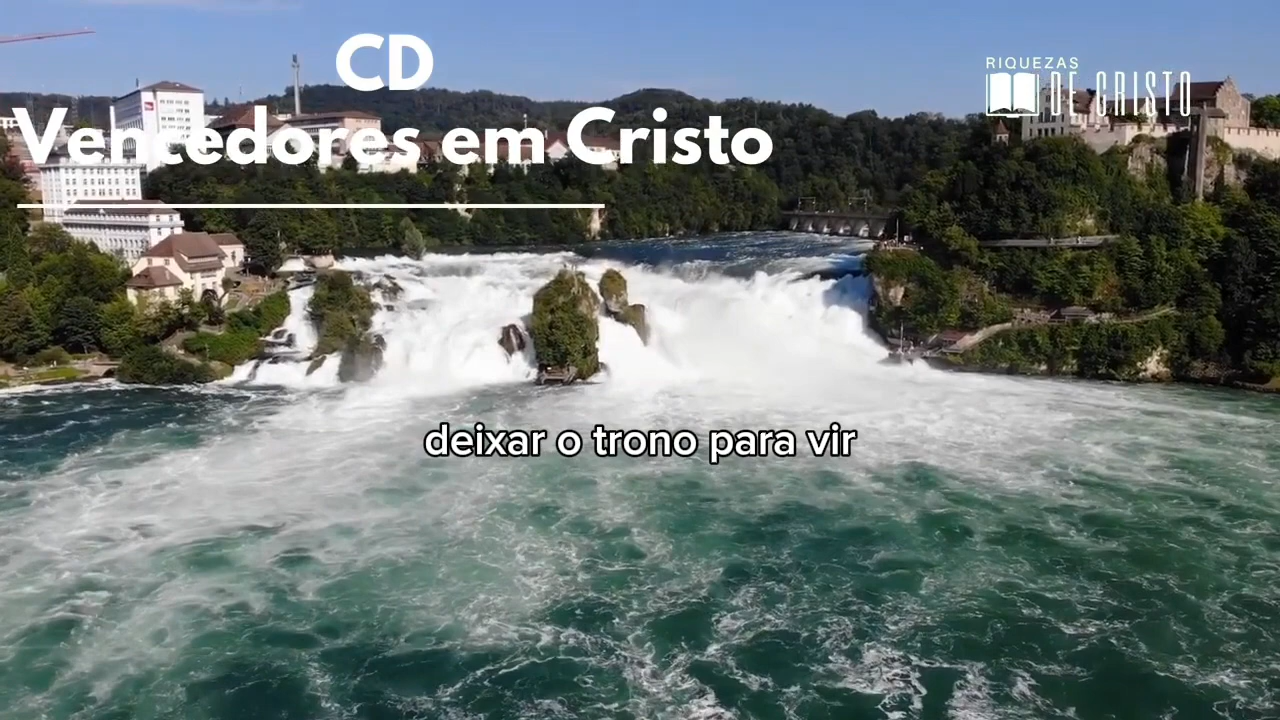 CD
Vencedores em Cristo
RIQUEZAS
DE CRISTO
deixar o trono para vir